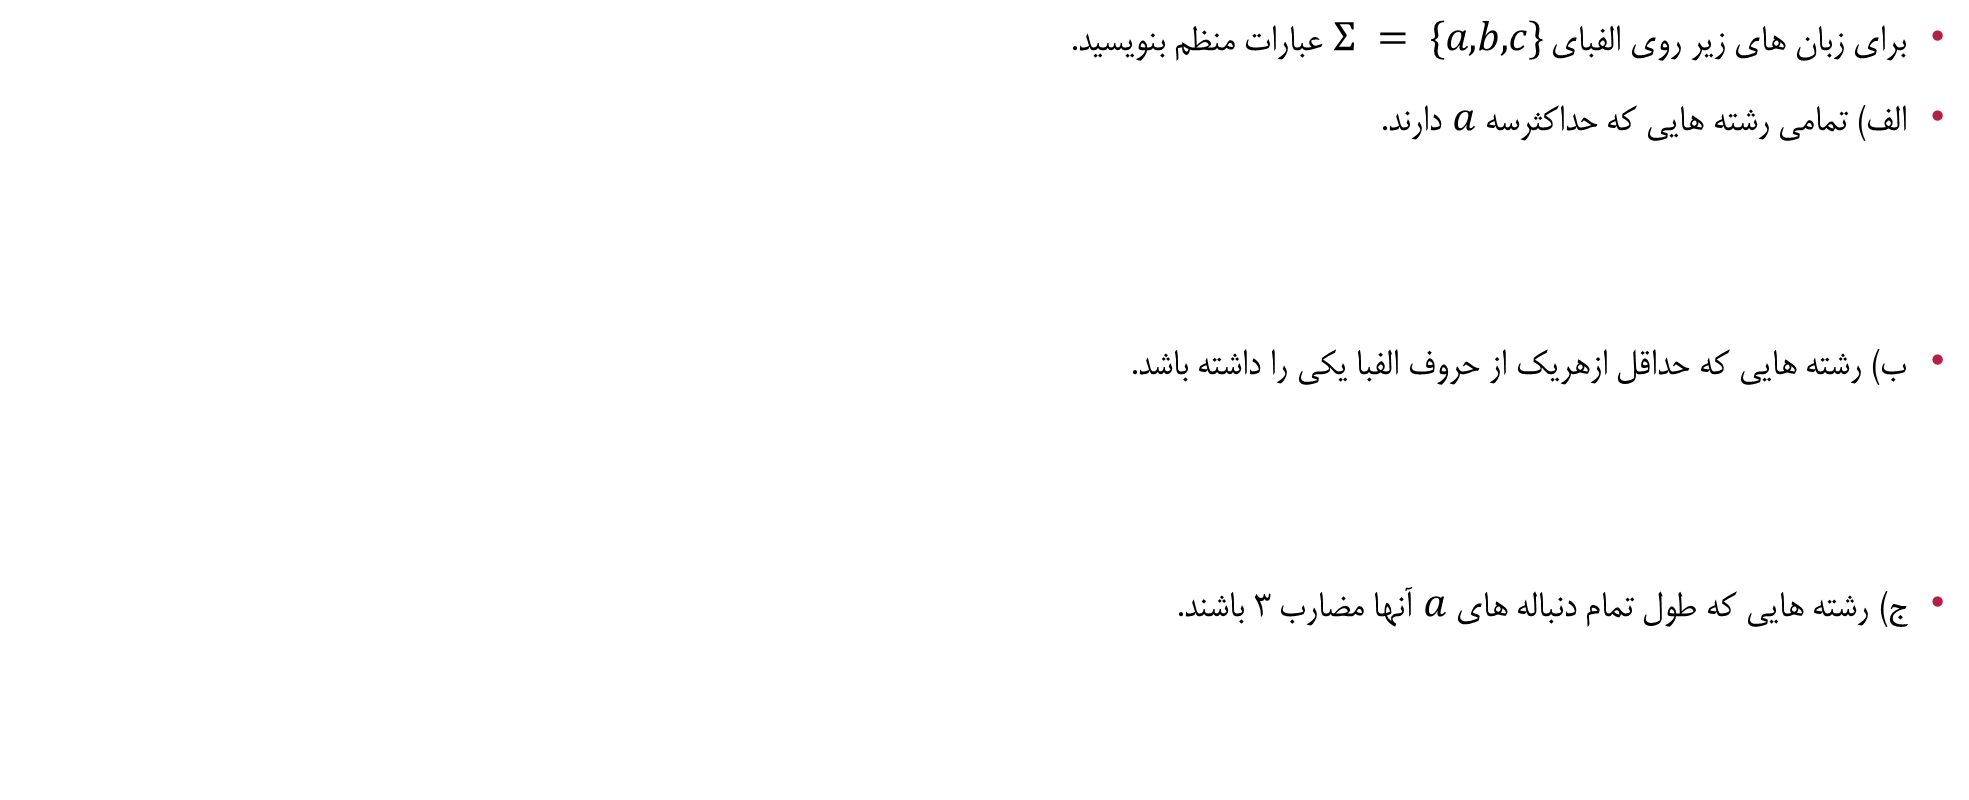 • برای زبان های زیر روی الفبای Σ = {a,b,c} عبارات منظم بنویسید.
• الف) تمامی رشته هایی که حداکثرسه a دارند.
• ب) رشته هایی که حداقل ازهریک از حروف الفبا یکی را داشته باشد.
• ج) رشته هایی که طول تمام دنباله های a آنها مضارب ۳ باشند.